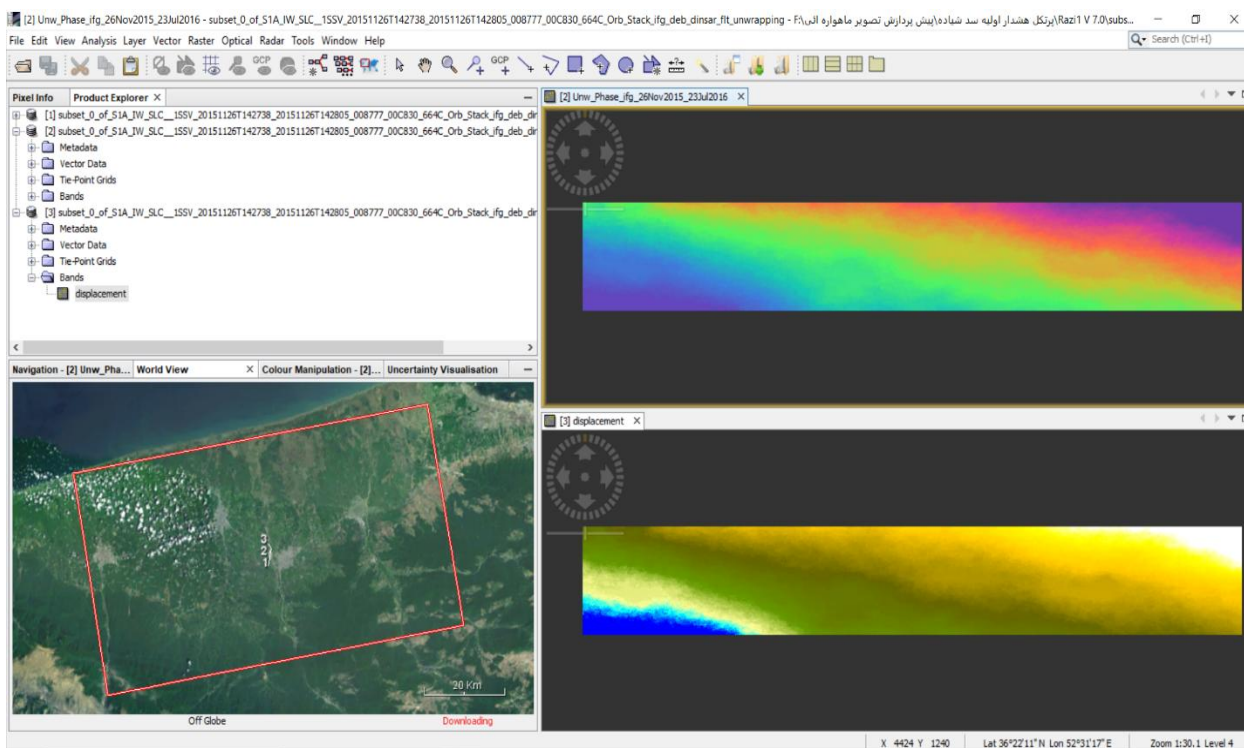 [2] Unw_Phase_ifg_26Nov2015_23Jul2016 - subset_0_of_S1A_IW_SLC__1SSV_20151126T142738_20151126T142805_008777_00C830_664C_Orb_Stack_ifg_deb_dinsar_flt_unwrapping - F:\پرتکل هشدار اولیه سد شیاده\پیش پردازش تصویر ماهواره ائی\Razi1 V 7.0\subs...
File Edit View Analysis Layer Vector Raster Optical Radar Tools Window Help
Search (Ctrl+I)
GCP GCP
Pixel Info Product Explorer
[1] subset_0_of_S1A_IW_SLC__1SSV_20151126T142738_20151126T142805_008777_00C830_664C_Orb_Stack_ifg_deb_dir
[2] subset_0_of_S1A_IW_SLC__1SSV_20151126T142738_20151126T142805_008777_00C830_664C_Orb_Stack_ifg_deb_dir
Metadata
Vector Data
Tie-Point Grids
Bands
[3] subset_0_of_S1A_IW_SLC__1SSV_20151126T142738_20151126T142805_008777_00C830_664C_Orb_Stack_ifg_deb_dir
Metadata
Vector Data
Tie-Point Grids
Bands
displacement
[2] Unw_Phase_ifg_26Nov2015_23Jul2016
Navigation - [2] Unw_Pha... World View Colour Manipulation - [2]... Uncertainty Visualisation
3
2
1
20 Km
Off Globe Downloading
[3] displacement
X 4424 Y 1240 Lat 36°22'11" N Lon 52°31'17" E Zoom 1:30.1 Level 4